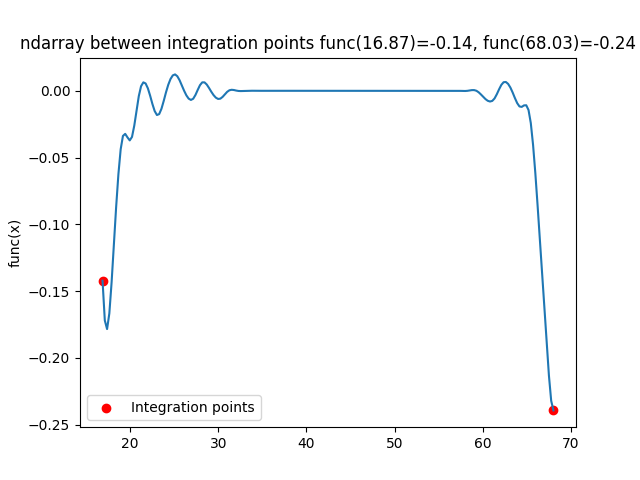 ndarray between integration points func(16.87)=-0.14, func(68.03)=-0.24
func(x)
0.00
−0.05
−0.10
−0.15
−0.20
−0.25
Integration points
20 30 40 50 60 70